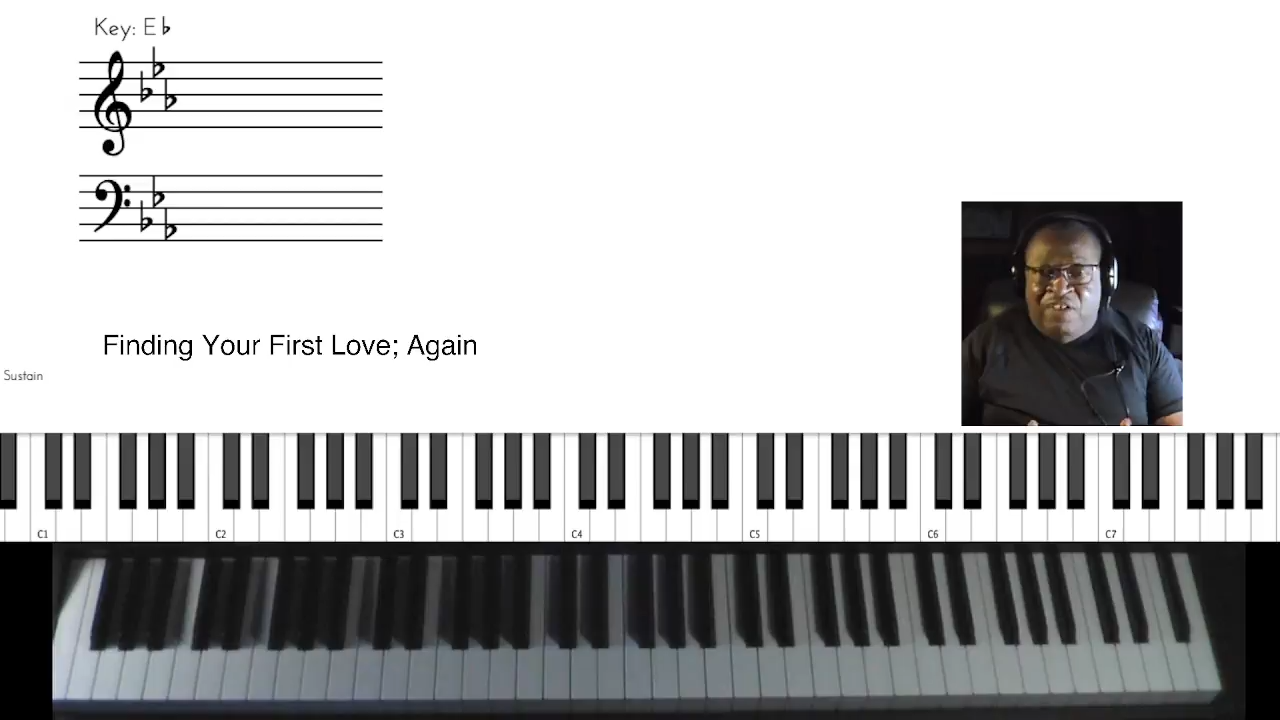 Key: E♭
Finding Your First Love; Again
Sustain
C1 C2 C3 C4 C5 C6 C7